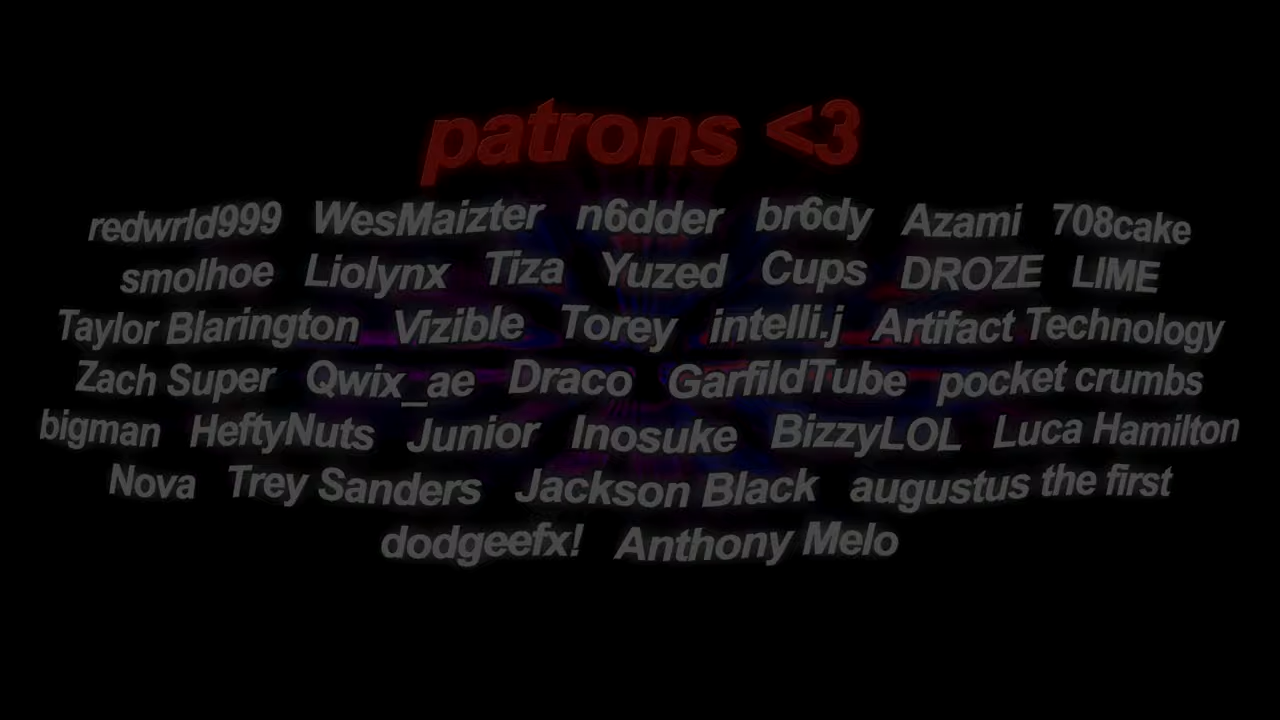 patrons <3
redwrld999 WesMaizter n6dder br6dy Azami 708cake
smolhoe Liolynx Tiza Yuzed Cups DROZE LIME
Taylor Blarington Vizible Torey intelli.j Artifact Technology
Zach Super Qwix_ae Draco GarfildTube pocket crumbs
bigman HeftyNuts Junior Inosuke BizzyLOL Luca Hamilton
Nova Trey Sanders Jackson Black augustus the first
dodgeefx! Anthony Melo